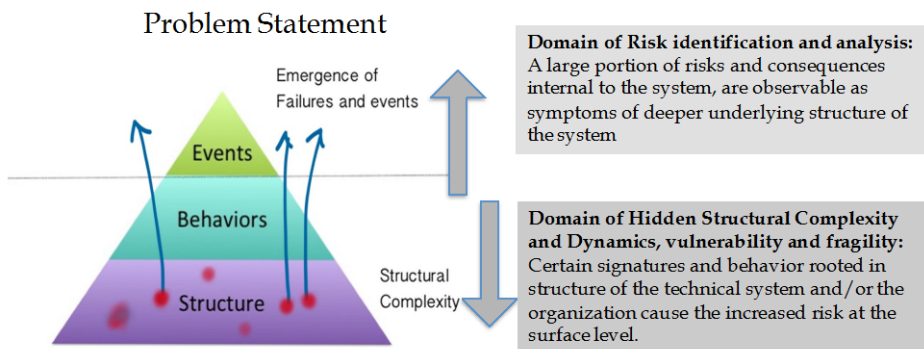 Problem Statement
Emergence of
Failures and events
Events
Behaviors
Structure
Structural
Complexity
Domain of Risk identification and analysis:
A large portion of risks and consequences
internal to the system, are observable as
symptoms of deeper underlying structure of
the system
Domain of Hidden Structural Complexity
and Dynamics, vulnerability and fragility:
Certain signatures and behavior rooted in
structure of the technical system and/or the
organization cause the increased risk at the
surface level.